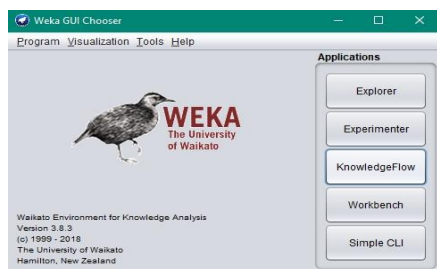 Weka GUI Chooser
Program Visualization Tools Help
Applications
WEKA
The University
of Waikato
Explorer
Experimenter
KnowledgeFlow
Workbench
Simple CLI
Waikato Environment for Knowledge Analysis
Version 3.8.3
(c) 1999 - 2018
The University of Waikato
Hamilton, New Zealand